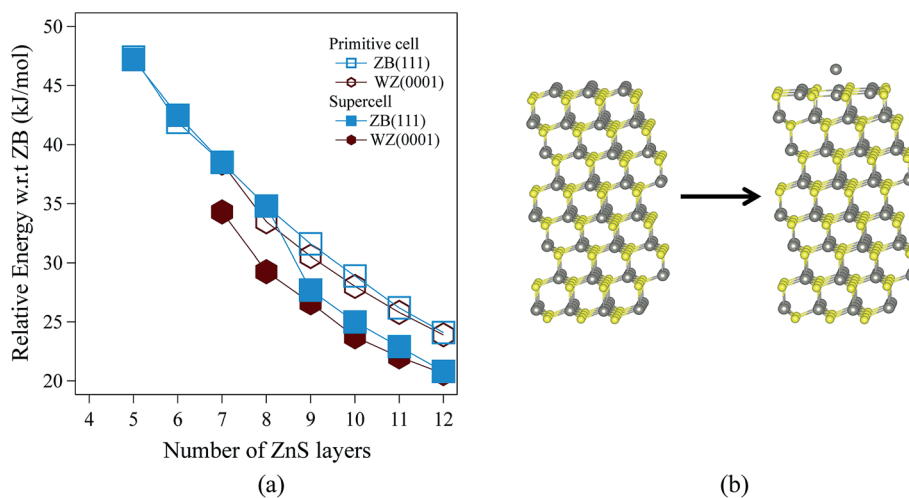 50
45
40
35
30
25
20
Relative Energy w.r.t ZB (kJ/mol)
Primitive cell
ZB(111)
WZ(0001)
Supercell
ZB(111)
WZ(0001)
4 5 6 7 8 9 10 11 12
Number of ZnS layers
(a)
(b)